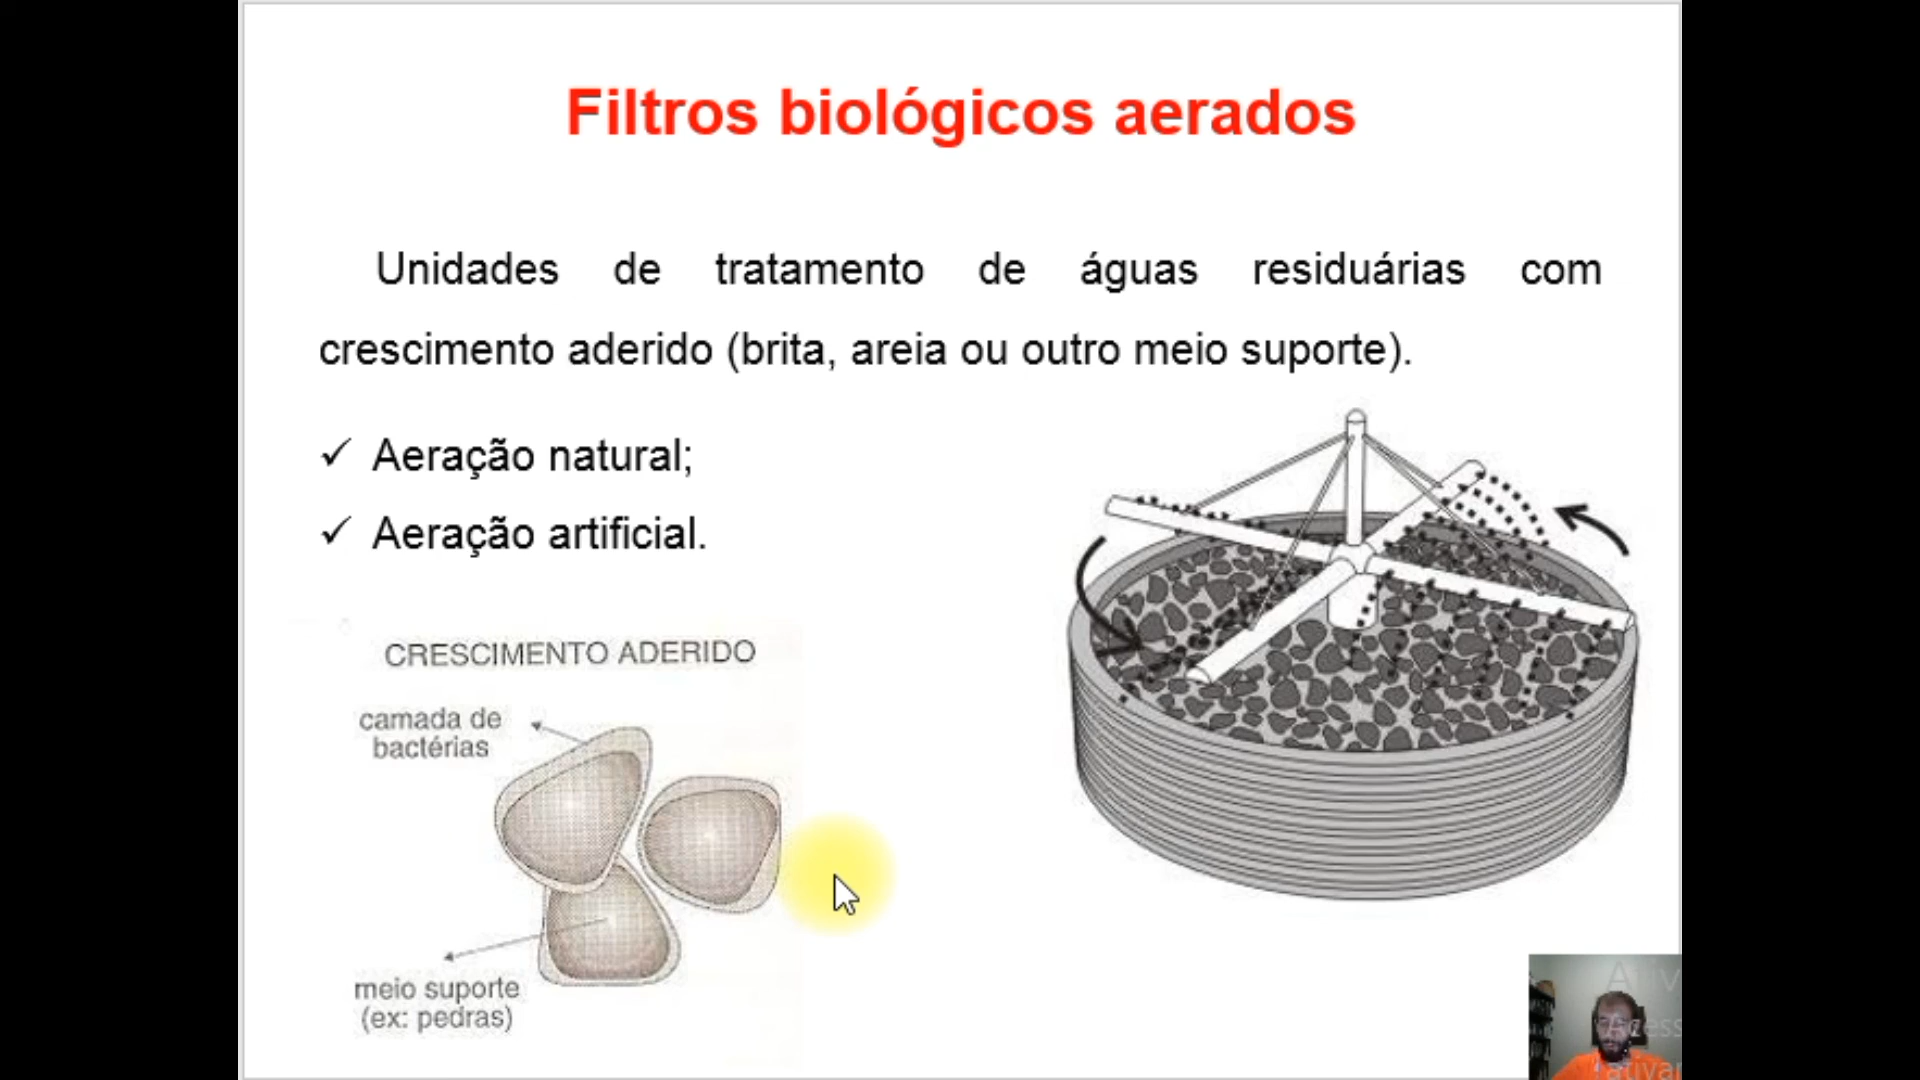 Filtros biológicos aerados
Unidades de tratamento de águas residuárias com
crescimento aderido (brita, areia ou outro meio suporte).
✓ Aeração natural;
✓ Aeração artificial.
CRESCIMENTO ADERIDO
camada de
bactérias
meio suporte
(ex: pedras)